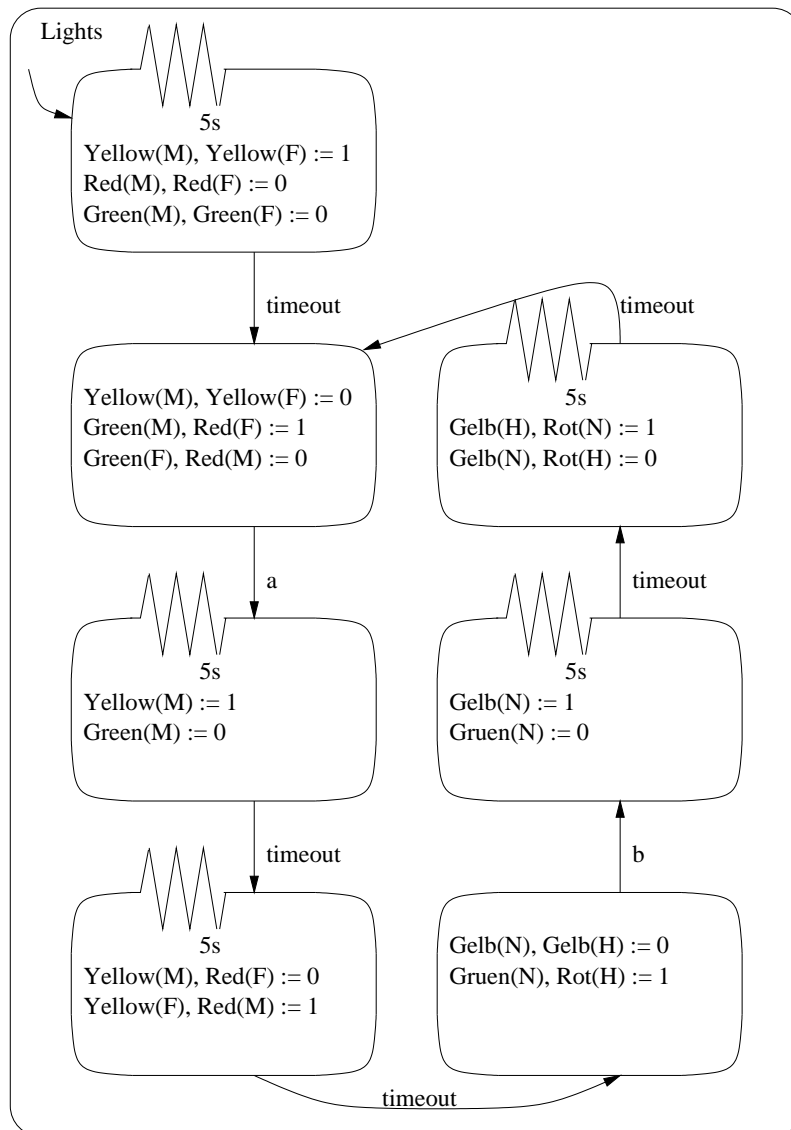 Lights
5s
Yellow(M), Yellow(F) := 1
Red(M), Red(F) := 0
Green(M), Green(F) := 0
timeout
Yellow(M), Yellow(F) := 0
Green(M), Red(F) := 1
Green(F), Red(M) := 0
a
5s
Yellow(M) := 1
Green(M) := 0
timeout
5s
Yellow(M), Red(F) := 0
Yellow(F), Red(M) := 1
timeout
Gelb(N), Gelb(H) := 0
Gruen(N), Rot(H) := 1
b
5s
Gelb(N) := 1
Gruen(N) := 0
timeout
5s
Gelb(H), Rot(N) := 1
Gelb(N), Rot(H) := 0
timeout